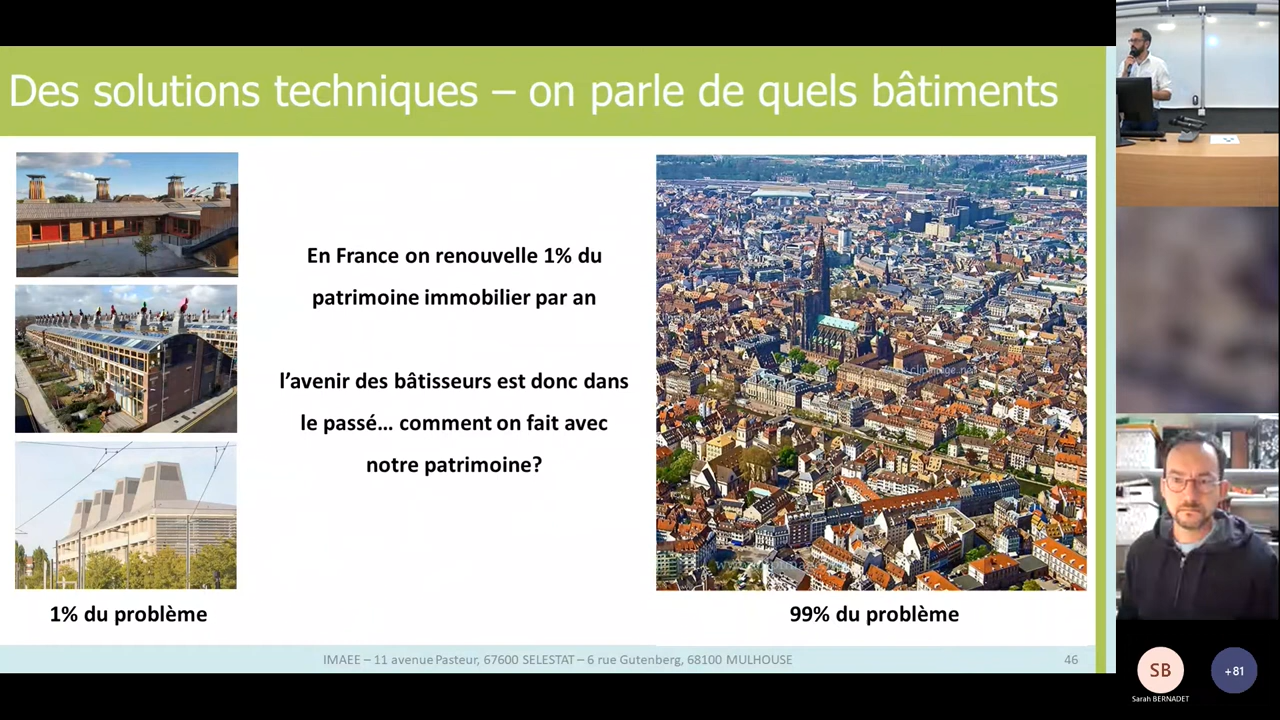 Des solutions techniques – on parle de quels bâtiments
En France on renouvelle 1% du
patrimoine immobilier par an
l’avenir des bâtisseurs est donc dans
le passé... comment on fait avec
notre patrimoine?
1% du problème
99% du problème
IMAEE – 11 avenue Pasteur, 67600 SELESTAT – 6 rue Gutenberg, 68100 MULHOUSE
46
SB
Sarah BERNADET
+81